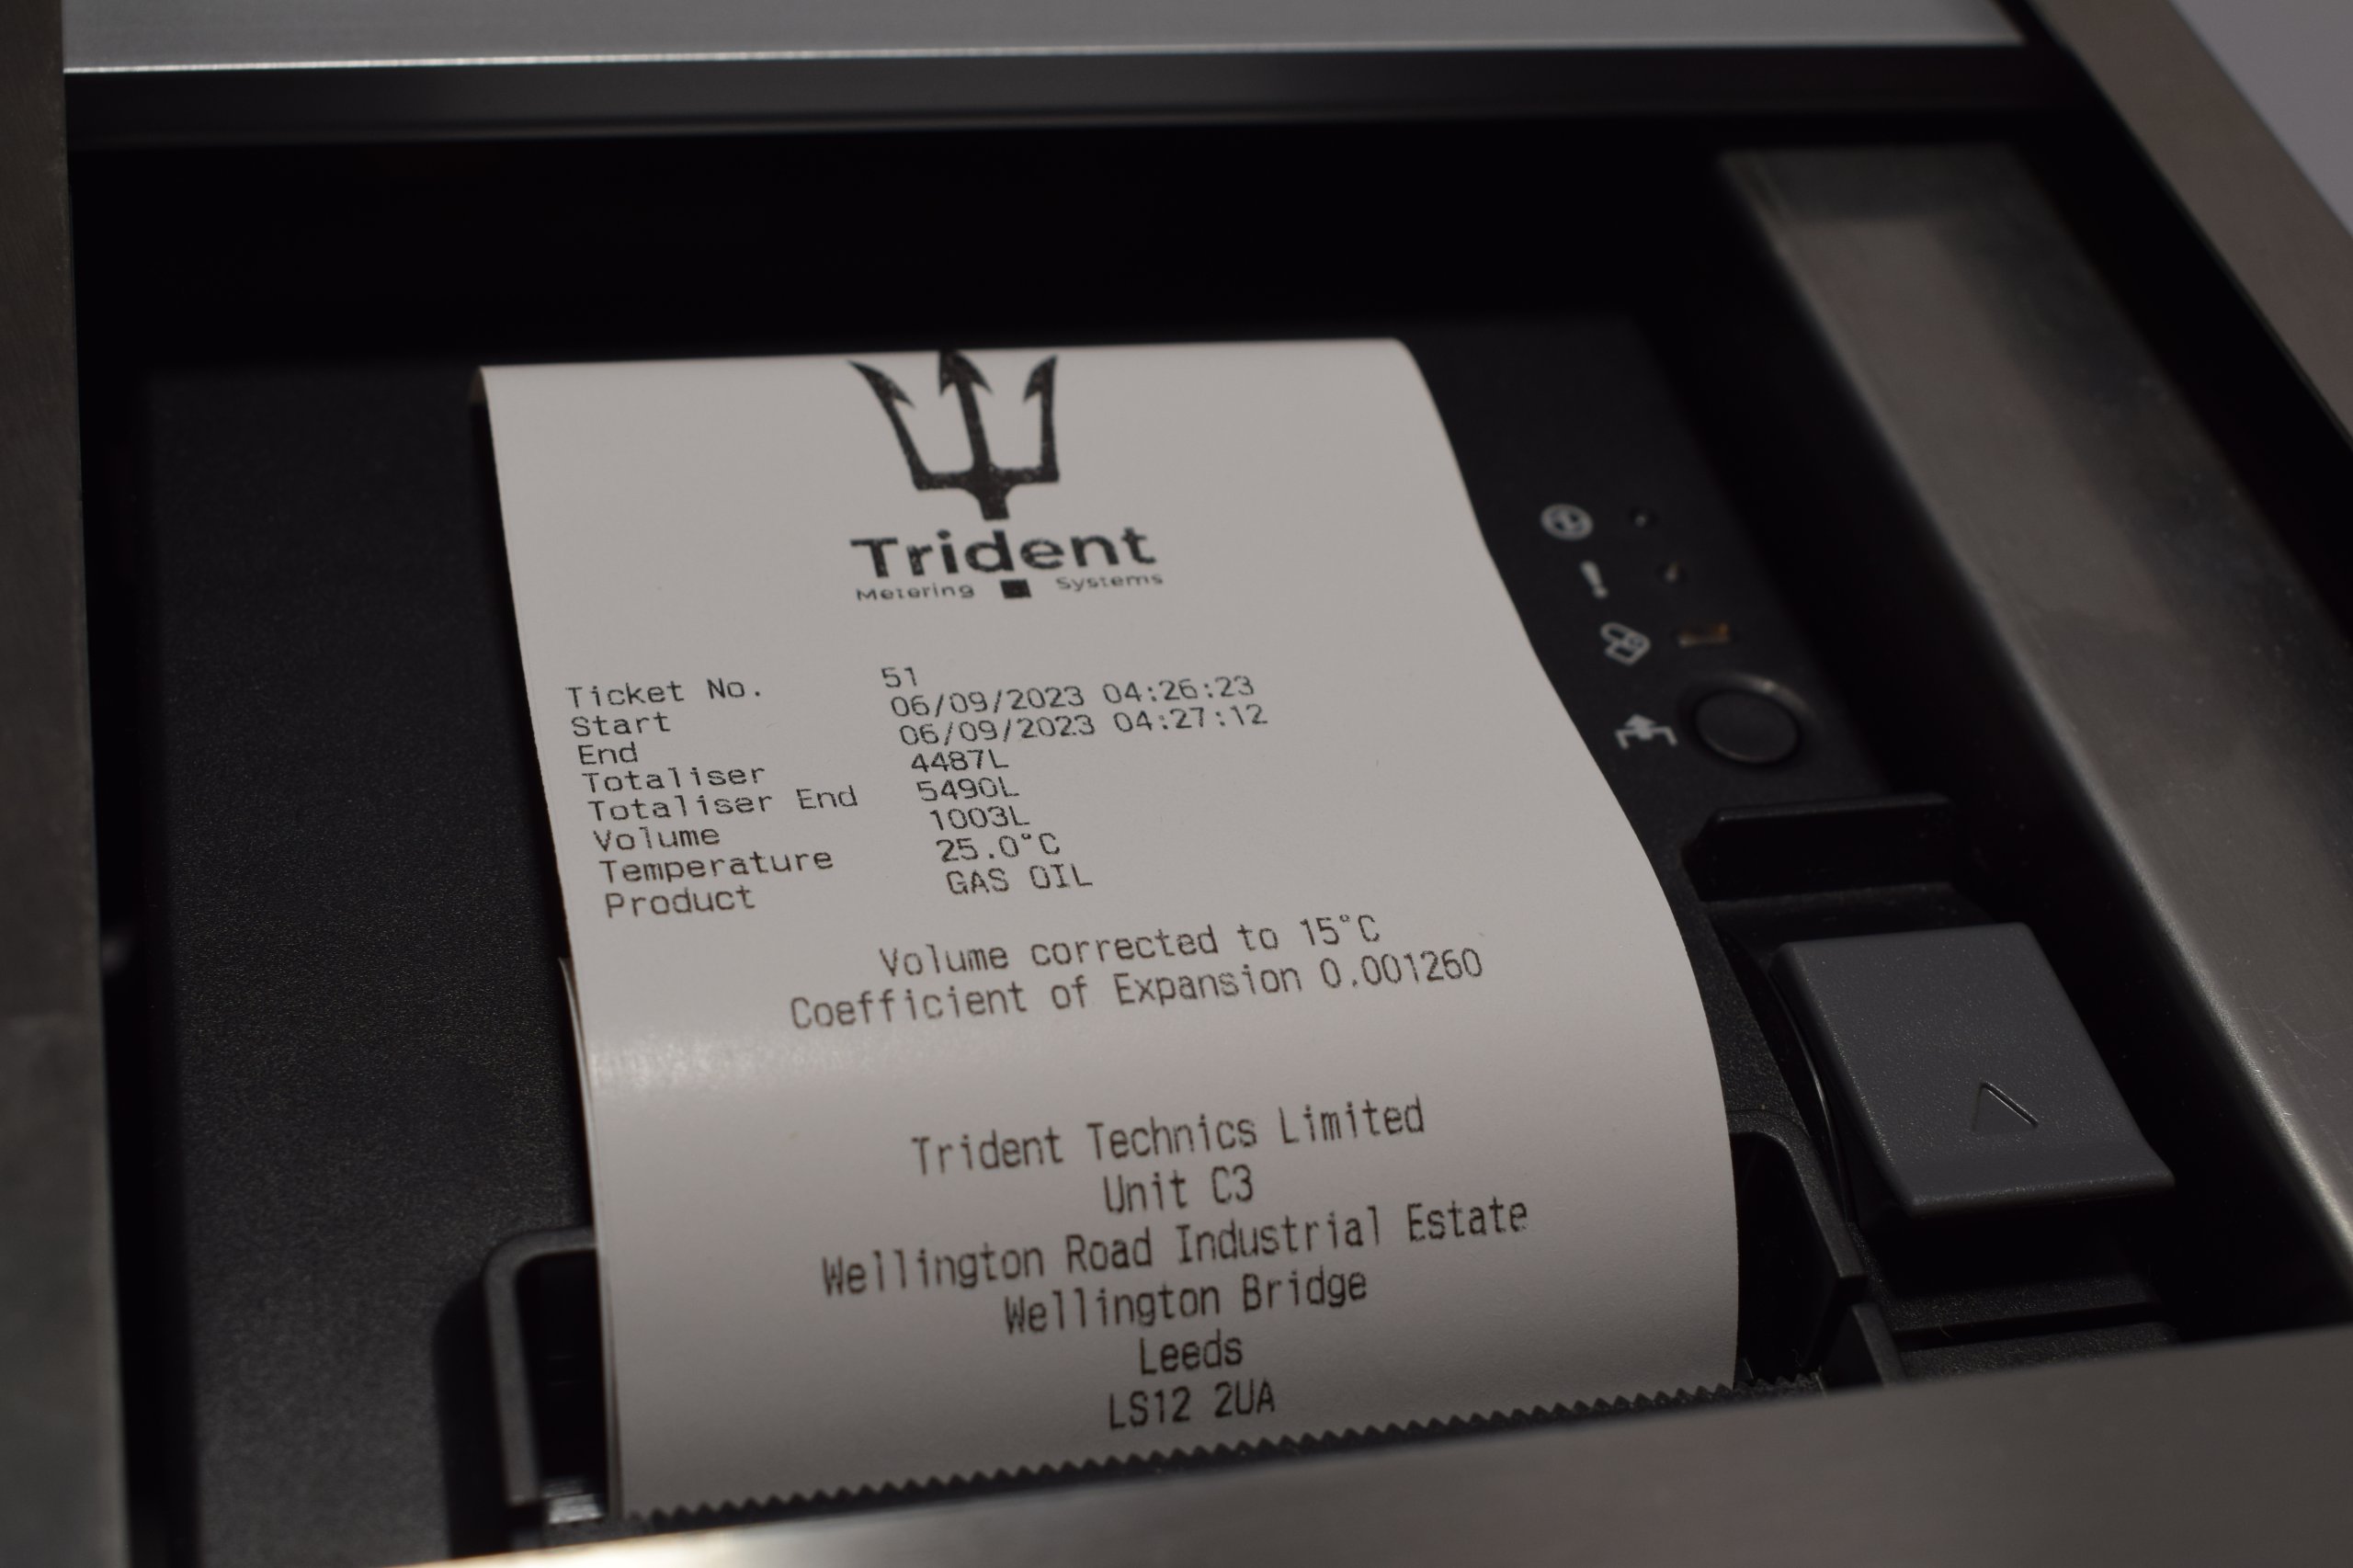 Trident
Metering Systems
Ticket No. 51
Start 06/09/2023 04:26:23
End 06/09/2023 04:27:12
Totaliser 4487L
Totaliser End 5490L
Volume 1003L
Temperature 25.0°C
Product GAS OIL
Volume corrected to 15°C
Coefficient of Expansion 0.001260
Trident Technics Limited
Unit C3
Wellington Road Industrial Estate
Wellington Bridge
Leeds
LS12 2UA